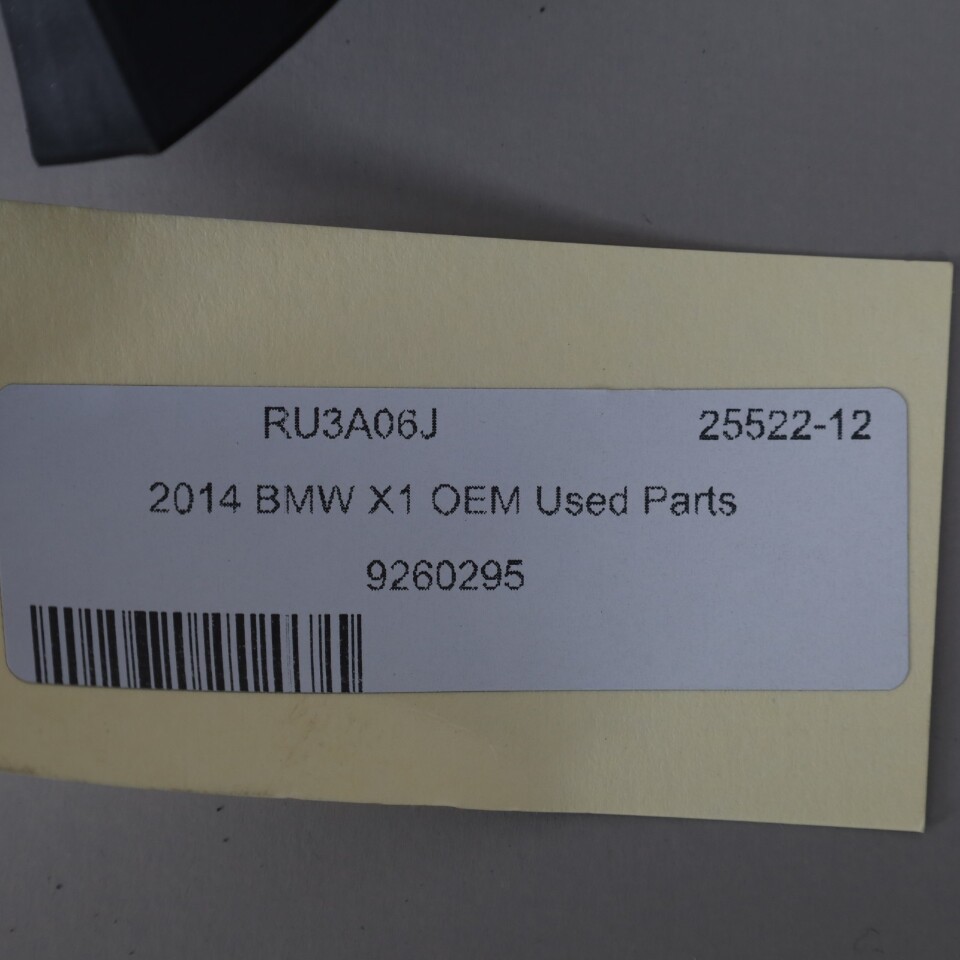 RU3A06J 25522-12
2014 BMW X1 OEM Used Parts
9260295